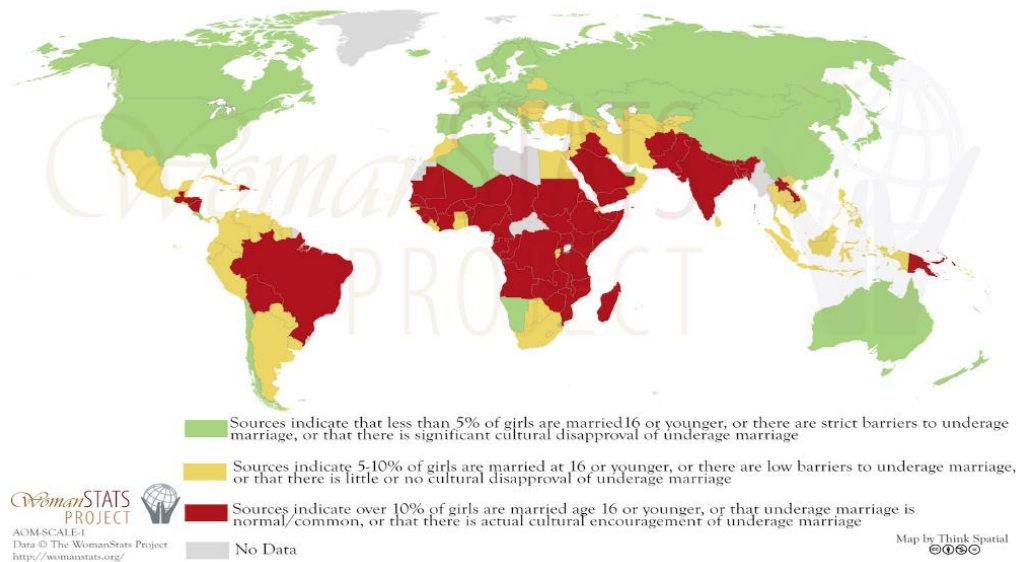 WomanSTATS
PROJECT
Sources indicate that less than 5% of girls are married16 or younger, or there are strict barriers to underage
marriage, or that there is significant cultural disapproval of underage marriage
Sources indicate 5-10% of girls are married at 16 or younger, or there are low barriers to underage marriage,
or that there is little or no cultural disapproval of underage marriage
Sources indicate over 10% of girls are married age 16 or younger, or that underage marriage is
normal/common, or that there is actual cultural encouragement of underage marriage
No Data
WomanSTATS
PROJECT
AOM-SCALE-1
Data © The WomanStats Project
http://womanstats.org/
Map by Think Spatial